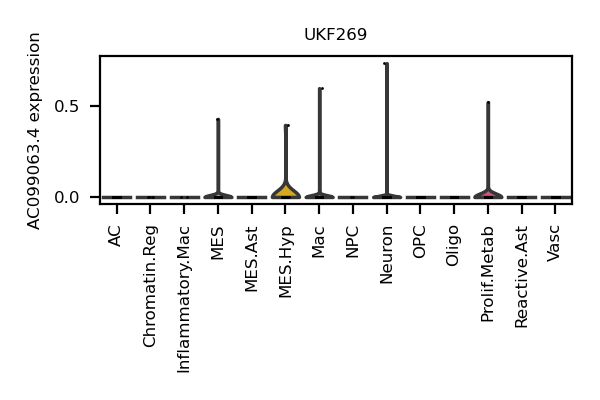 UKF269
AC099063.4 expression
0.5
0.0
AC
Chromatin.Reg
Inflammatory.Mac
MES
MES.Ast
MES.Hyp
Mac
NPC
Neuron
OPC
Oligo
Prolif.Metab
Reactive.Ast
Vasc